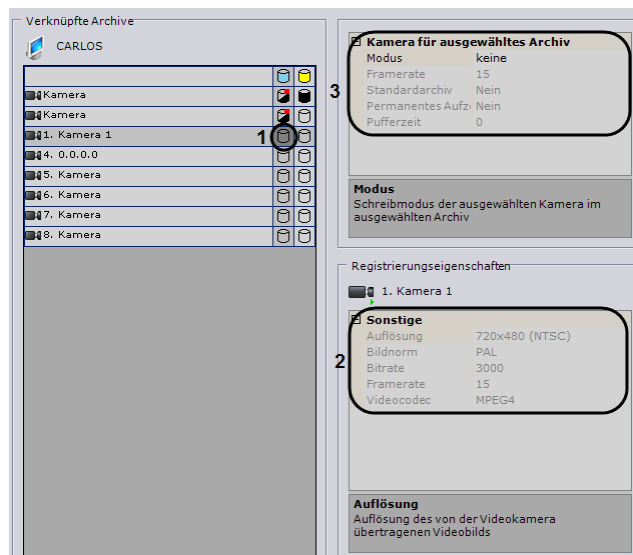 Verknüpfte Archive
CARLOS
Kamera
Kamera
1. Kamera 1
1
4. 0.0.0.0
5. Kamera
6. Kamera
7. Kamera
8. Kamera
3
Kamera für ausgewähltes Archiv
Modus keine
Framerate 15
Standardarchiv Nein
Permanentes Aufz Nein
Pufferzeit 0
Modus
Schreibmodus der ausgewählten Kamera im
ausgewählten Archiv
Registrierungseigenschaften
1. Kamera 1
2
Sonstige
Auflösung 720x480 (NTSC)
Bildnorm PAL
Bitrate 3000
Framerate 15
Videocodec MPEG4
Auflösung
Auflösung des von der Videokamera
übertragenen Videobilds